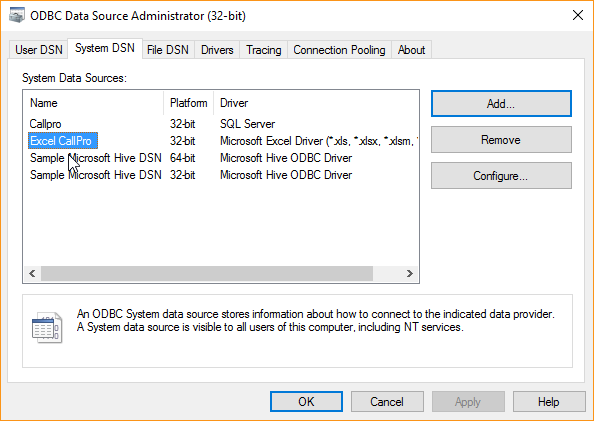 ODBC Data Source Administrator (32-bit)
User DSN System DSN File DSN Drivers Tracing Connection Pooling About
System Data Sources:
Name Platform Driver
Callpro 32-bit SQL Server
Excel CallPro 32-bit Microsoft Excel Driver (*.xls, *.xlsx, *.xlsm,
Sample Microsoft Hive DSN 64-bit Microsoft Hive ODBC Driver
Sample Microsoft Hive DSN 32-bit Microsoft Hive ODBC Driver
Add...
Remove
Configure...
An ODBC System data source stores information about how to connect to the indicated data provider.
A System data source is visible to all users of this computer, including NT services.
OK Cancel Apply Help